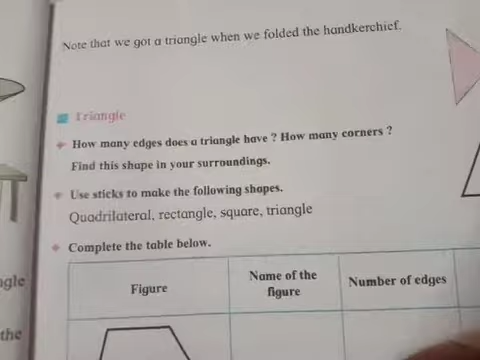 Note that we got a triangle when we folded the handkerchief.
Triangle
How many edges does a triangle have ? How many corners ?
Find this shape in your surroundings.
Use sticks to make the following shapes.
Quadrilateral, rectangle, square, triangle
Complete the table below.
Figure
Name of the
figure
Number of edges
the